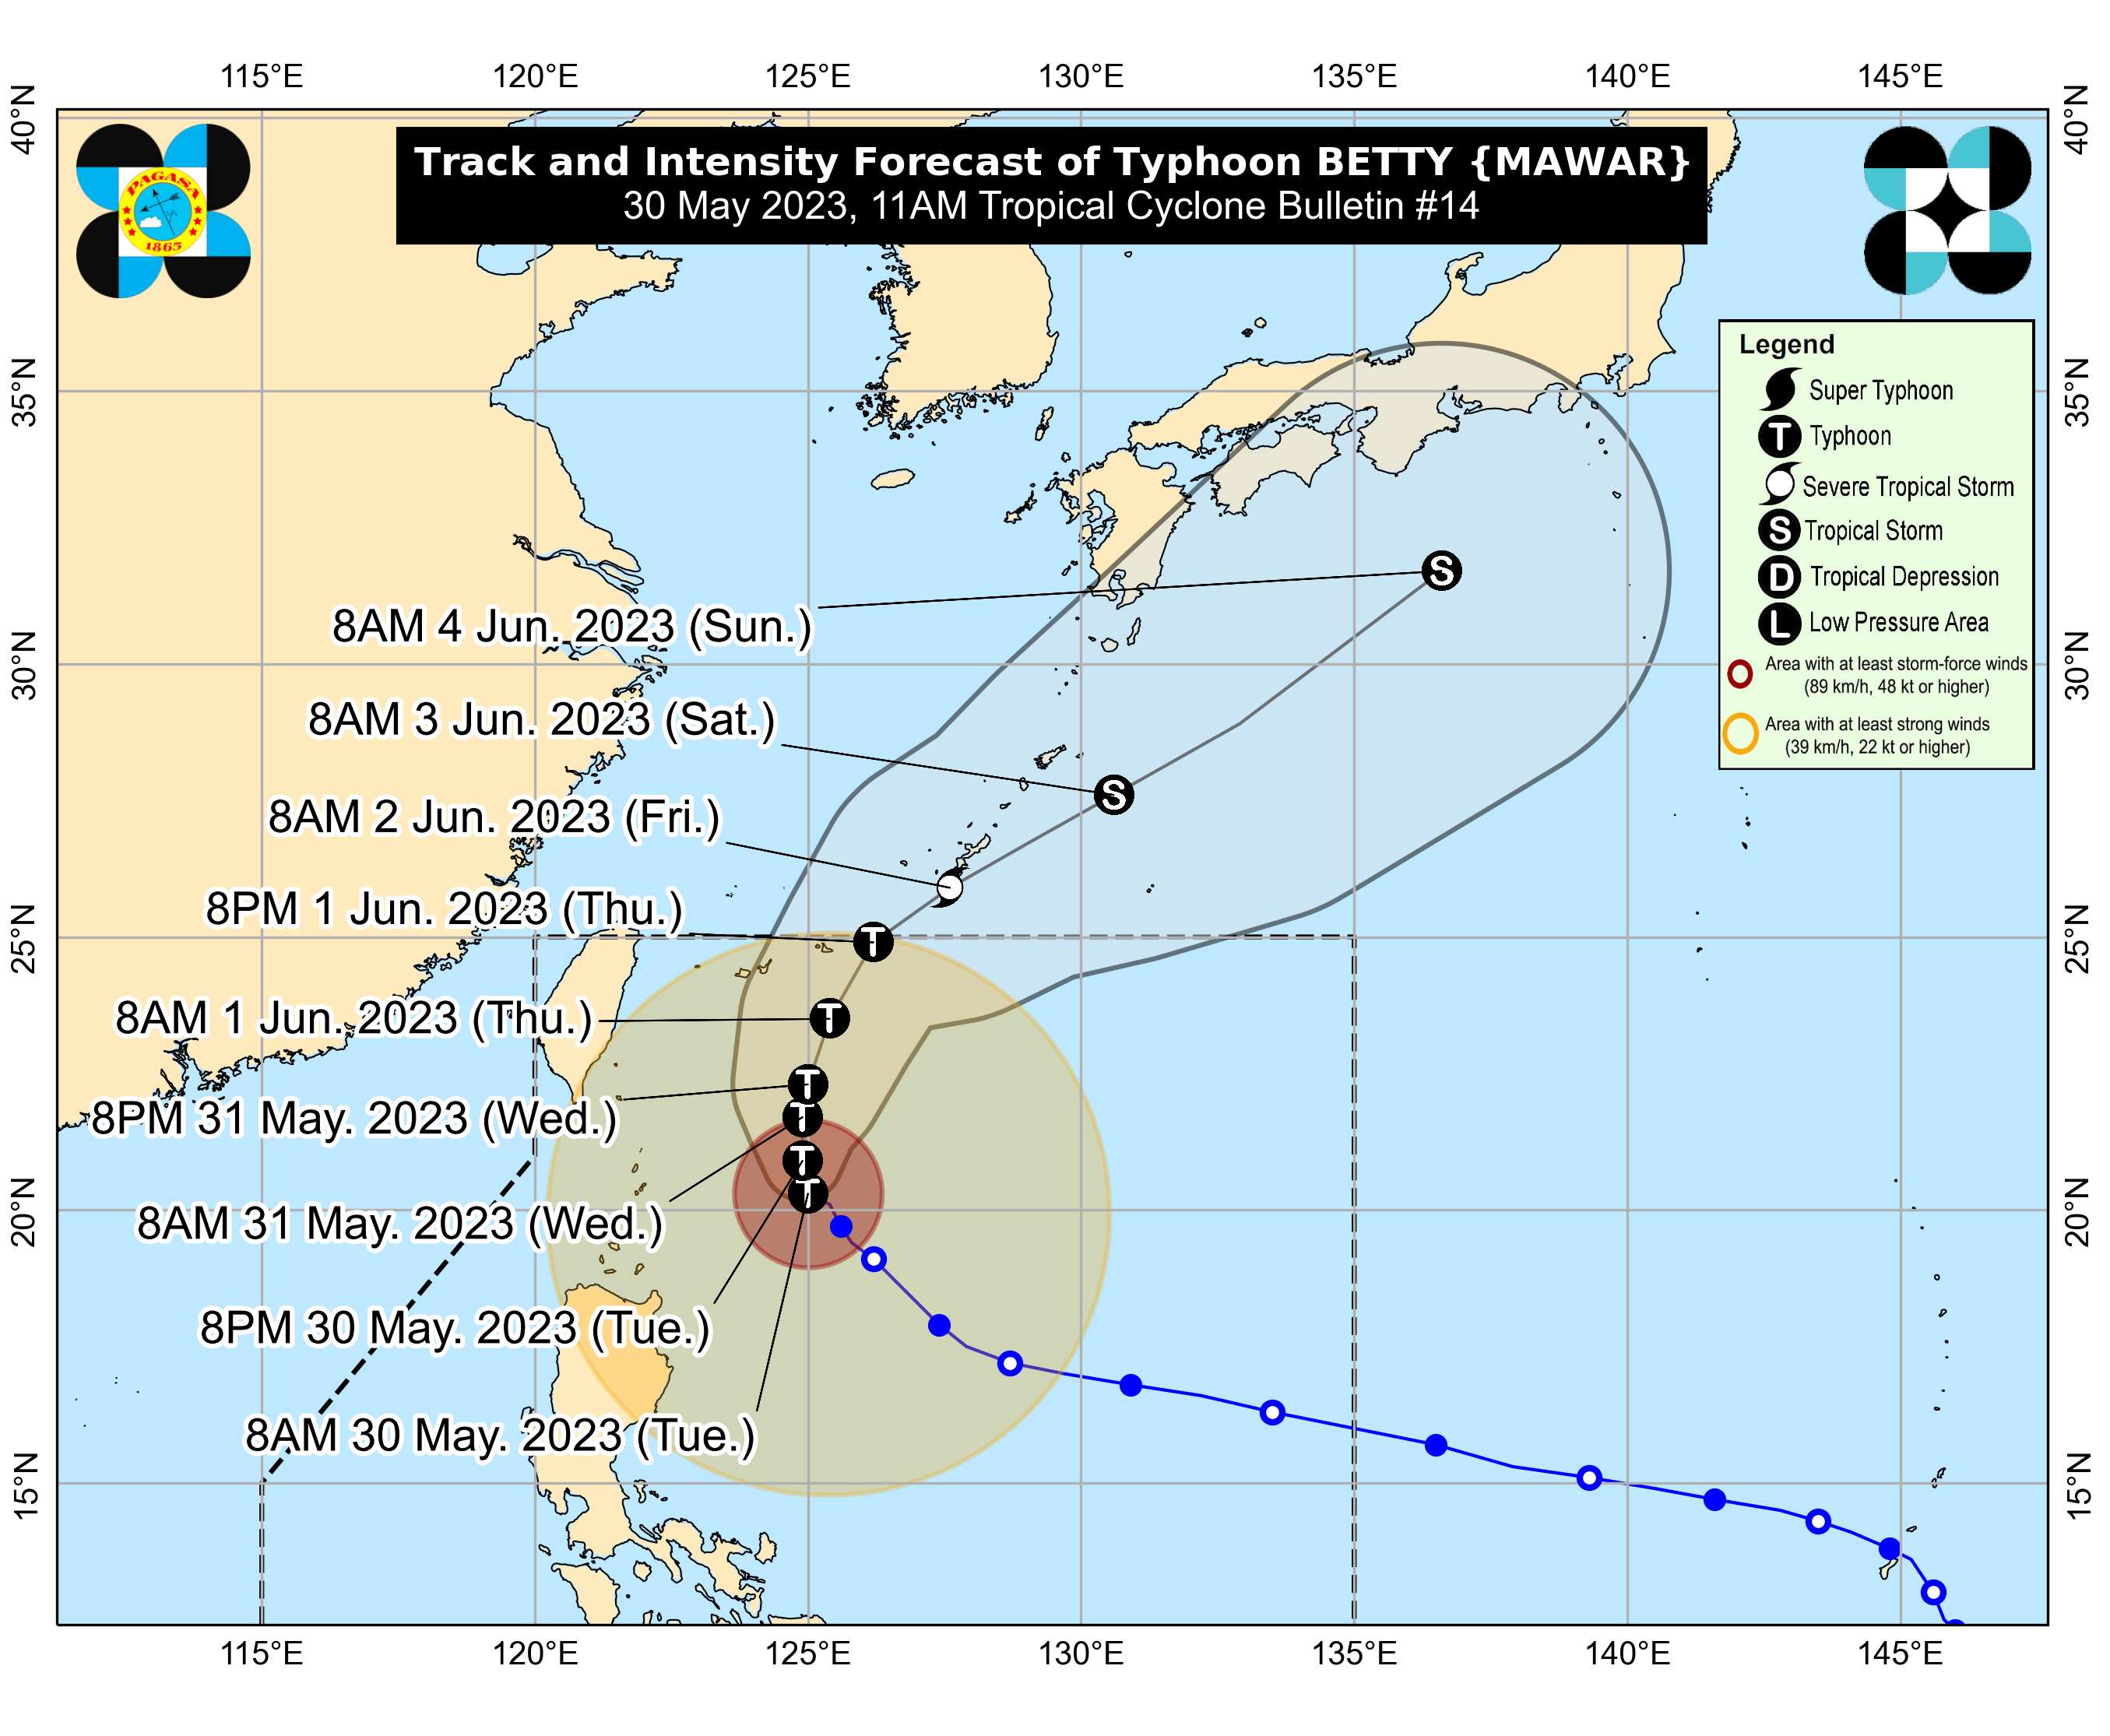 115°E 120°E 125°E 130°E 135°E 140°E 145°E
40°N 40°N
Track and Intensity Forecast of Typhoon BETTY {MAWAR}
30 May 2023, 11AM Tropical Cyclone Bulletin #14
PAGASA
1865
Legend
Super Typhoon
T Typhoon
Severe Tropical Storm
S Tropical Storm
D Tropical Depression
L Low Pressure Area
Area with at least storm-force winds
(89 km/h, 48 kt or higher)
Area with at least strong winds
(39 km/h, 22 kt or higher)
35°N 35°N
S
8AM 4 Jun. 2023 (Sun.)
30°N 30°N
8AM 3 Jun. 2023 (Sat.)
S
8AM 2 Jun. 2023 (Fri.)
8PM 1 Jun. 2023 (Thu.)
T
25°N 25°N
8AM 1 Jun. 2023 (Thu.)
T
T
8PM 31 May. 2023 (Wed.)
T
T
T
8AM 31 May. 2023 (Wed.)
20°N 20°N
8PM 30 May. 2023 (Tue.)
8AM 30 May. 2023 (Tue.)
15°N 15°N
115°E 120°E 125°E 130°E 135°E 140°E 145°E